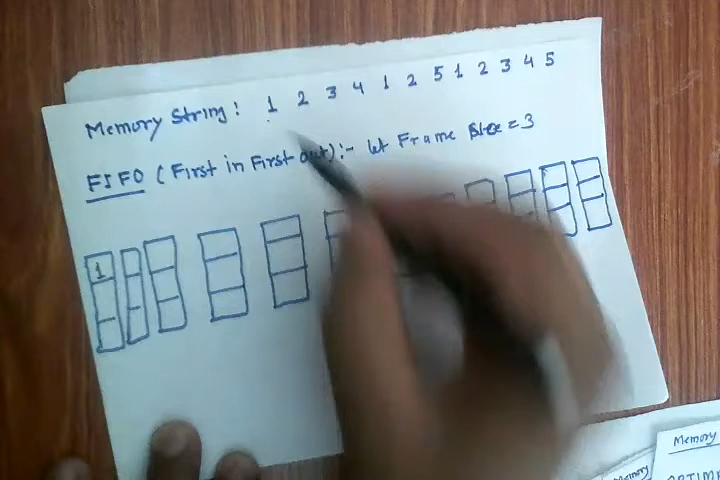 Memory String: 1 2 3 4 1 2 5 1 2 3 4 5
FIFO (First in First out):- let Frame size = 3
1
Memory
Memory